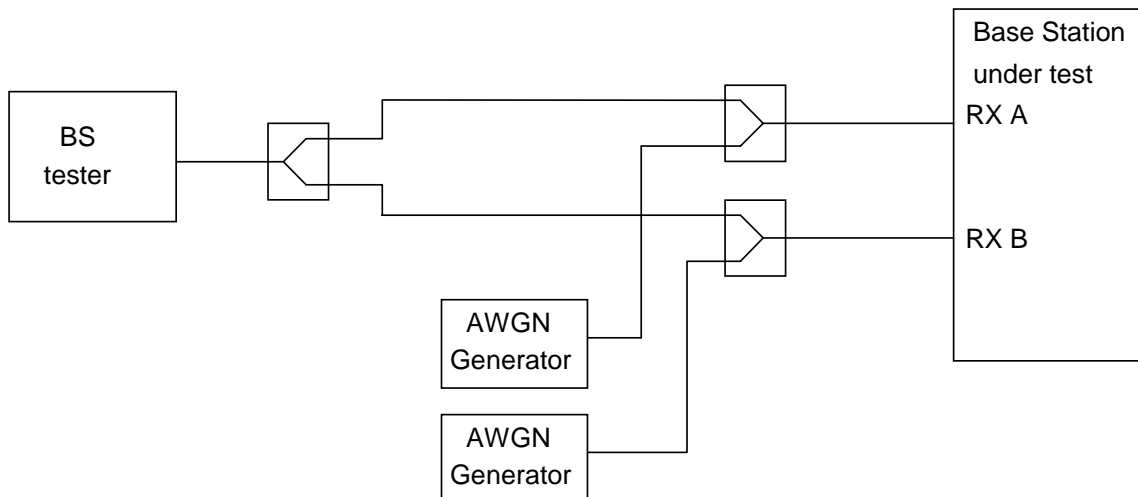 BS
tester
AWGN
Generator
AWGN
Generator
Base Station
under test
RX A
RX B